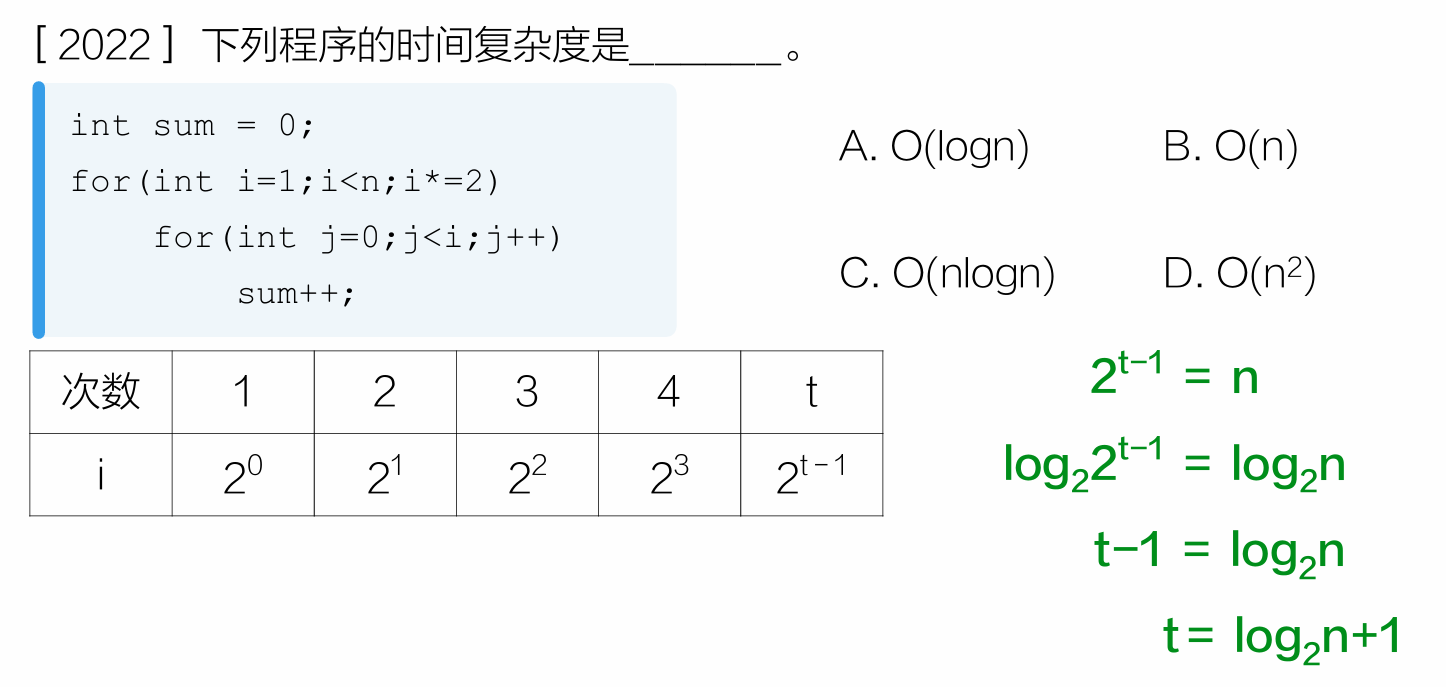 [ 2022 ] 下列程序的时间复杂度是______。
int sum = 0;
for(int i=1;i<n;i*=2)
    for(int j=0;j<i;j++)
        sum++;
A. O(logn) B. O(n)
C. O(nlogn) D. O(n²)
次数 1 2 3 4 t
i 2⁰ 2¹ 2² 2³ 2ᵗ⁻¹
2ᵗ⁻¹ = n
log₂2ᵗ⁻¹ = log₂n
t−1 = log₂n
t = log₂n+1